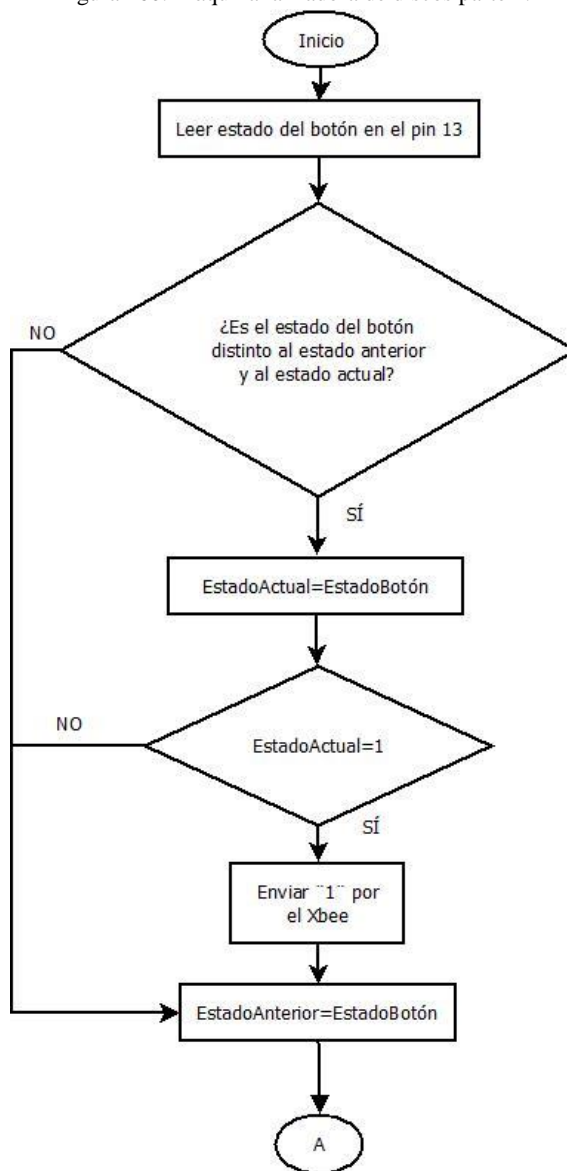 Inicio
Leer estado del botón en el pin 13
¿Es el estado del botón
distinto al estado anterior
y al estado actual?
NO
SÍ
EstadoActual=EstadoBotón
NO
EstadoActual=1
SÍ
Enviar ¨1¨ por
el Xbee
EstadoAnterior=EstadoBotón
A